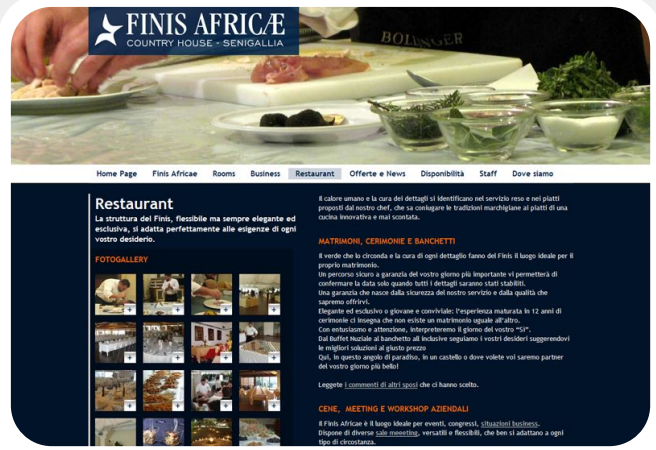 FINIS AFRICÆ
COUNTRY HOUSE - SENIGALLIA
BOLLINGER
Home Page Finis Africae Rooms Business Restaurant Offerte e News Disponibilità Staff Dove siamo
Restaurant
La struttura del Finis, flessibile ma sempre elegante ed
esclusiva, si adatta perfettamente alle esigenze di ogni
vostro desiderio.
FOTOGALLERY
Il calore umano e la cura dei dettagli si identificano nel servizio reso e nei piatti
proposti dal nostro chef, che sa coniugare le tradizioni marchigiane ai piatti di una
cucina innovativa e mai scontata.
MATRIMONI, CERIMONIE E BANCHETTI
Il verde che lo circonda e la cura di ogni dettaglio fanno del Finis il luogo ideale per il
proprio matrimonio.
Un percorso sicuro a garanzia del vostro giorno più importante vi permetterà di
confermare la data solo quando tutti i dettagli saranno stati stabiliti.
Una garanzia che nasce dalla sicurezza del nostro servizio e dalla qualità che
sapremo offrirvi.
Elegante ed esclusivo o giovane e conviviale: l'esperienza maturata in 12 anni di
cerimonie ci insegna che non esiste un matrimonio uguale all'altro.
Con entusiasmo e attenzione, interpreteremo il giorno del vostro "Sì".
Dal Buffet Nuziale al banchetto all inclusive seguiamo i vostri desideri suggerendovi
le migliori soluzioni al giusto prezzo
Qui, in questo angolo di paradiso, in un castello o dove volete voi saremo partner
del vostro giorno più bello!
Leggete i commenti di altri sposi che ci hanno scelto.
CENE, MEETING E WORKSHOP AZIENDALI
Il Finis Africae è il luogo ideale per eventi, congressi, situazioni business.
Dispone di diverse sale meeeting, versatili e flessibili, che ben si adattano a ogni
tipo di circostanza.